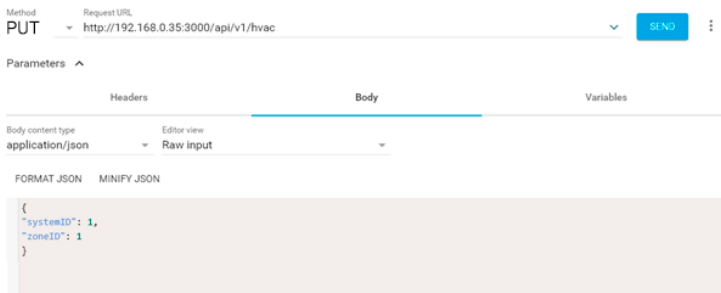 Method
Request URL
PUT
http://192.168.0.35:3000/api/v1/hvac
SEND
Parameters
Headers
Body
Variables
Body content type
Editor view
application/json
Raw input
FORMAT JSON
MINIFY JSON
{
"systemID": 1,
"zoneID": 1
}